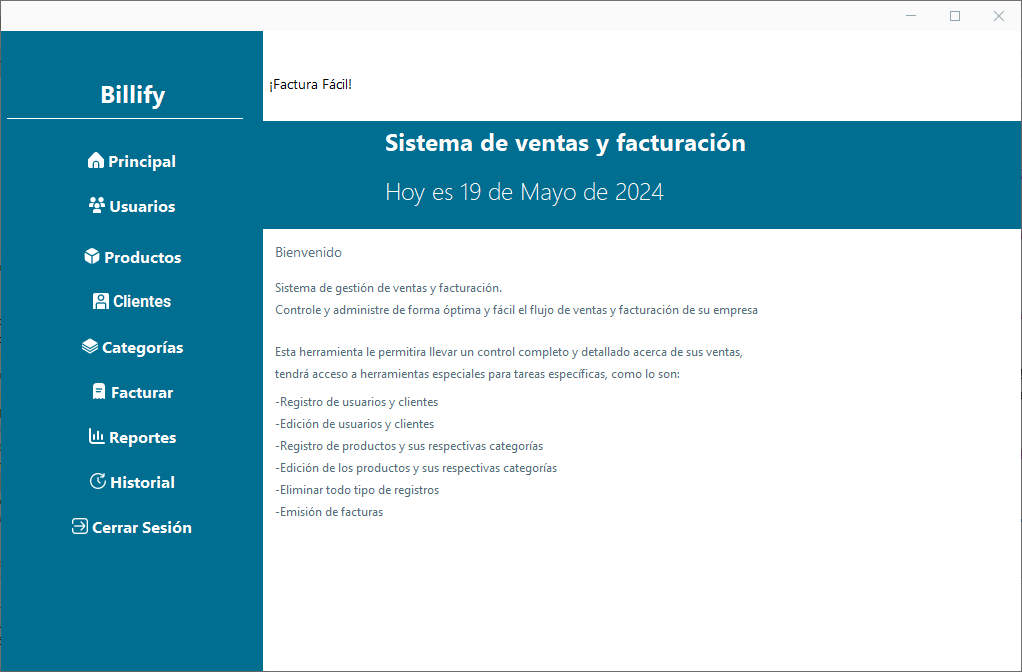 Billify
Principal
Usuarios
Productos
Clientes
Categorías
Facturar
Reportes
Historial
Cerrar Sesión
¡Factura Fácil!
Sistema de ventas y facturación
Hoy es 19 de Mayo de 2024
Bienvenido
Sistema de gestión de ventas y facturación.
Controle y administre de forma óptima y fácil el flujo de ventas y facturación de su empresa
Esta herramienta le permitira llevar un control completo y detallado acerca de sus ventas,
tendrá acceso a herramientas especiales para tareas específicas, como lo son:
-Registro de usuarios y clientes
-Edición de usuarios y clientes
-Registro de productos y sus respectivas categorías
-Edición de los productos y sus respectivas categorías
-Eliminar todo tipo de registros
-Emisión de facturas